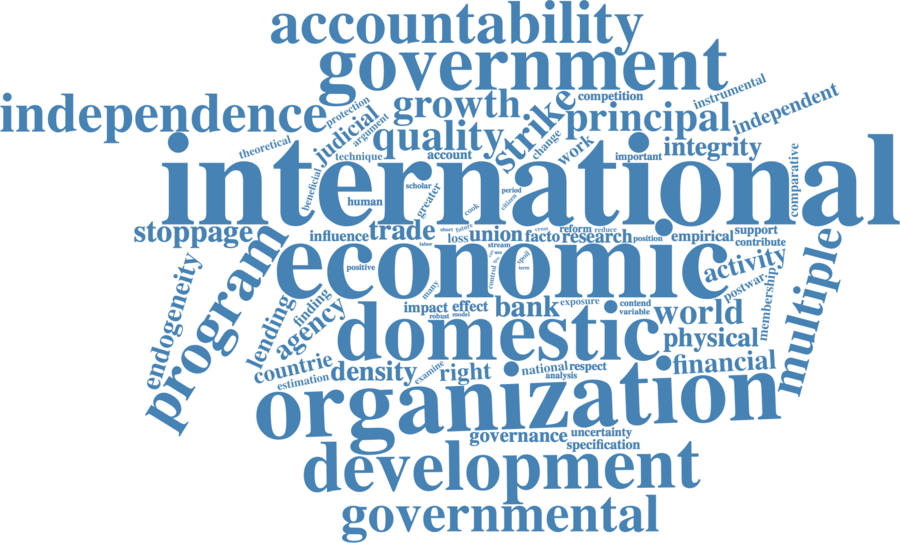 accountability
government
independence
protection
judicial
argument
growth
competition
instrumental
strike
principal
independent
quality
theoretical
technique
account
change
work
important
integrity
international
comparative
beneficial
human
scholar
greater
period
citizen
cook
stoppage
influence
trade
labor
short
future
loss
union
cross
facto
reform
reduce
research
position
empirical
support
contribute
stream
economic
positive
control
spoil
term
activity
postwar
membership
multiple
endogeneity
program
many
lending
finding
agency
impact
effect
robust
model
bank
exposure
contend
variable
world
domestic
physical
countrie
estimation
density
examine
right
national
respect
analysis
financial
organization
governance
uncertainty
specification
development
governmental